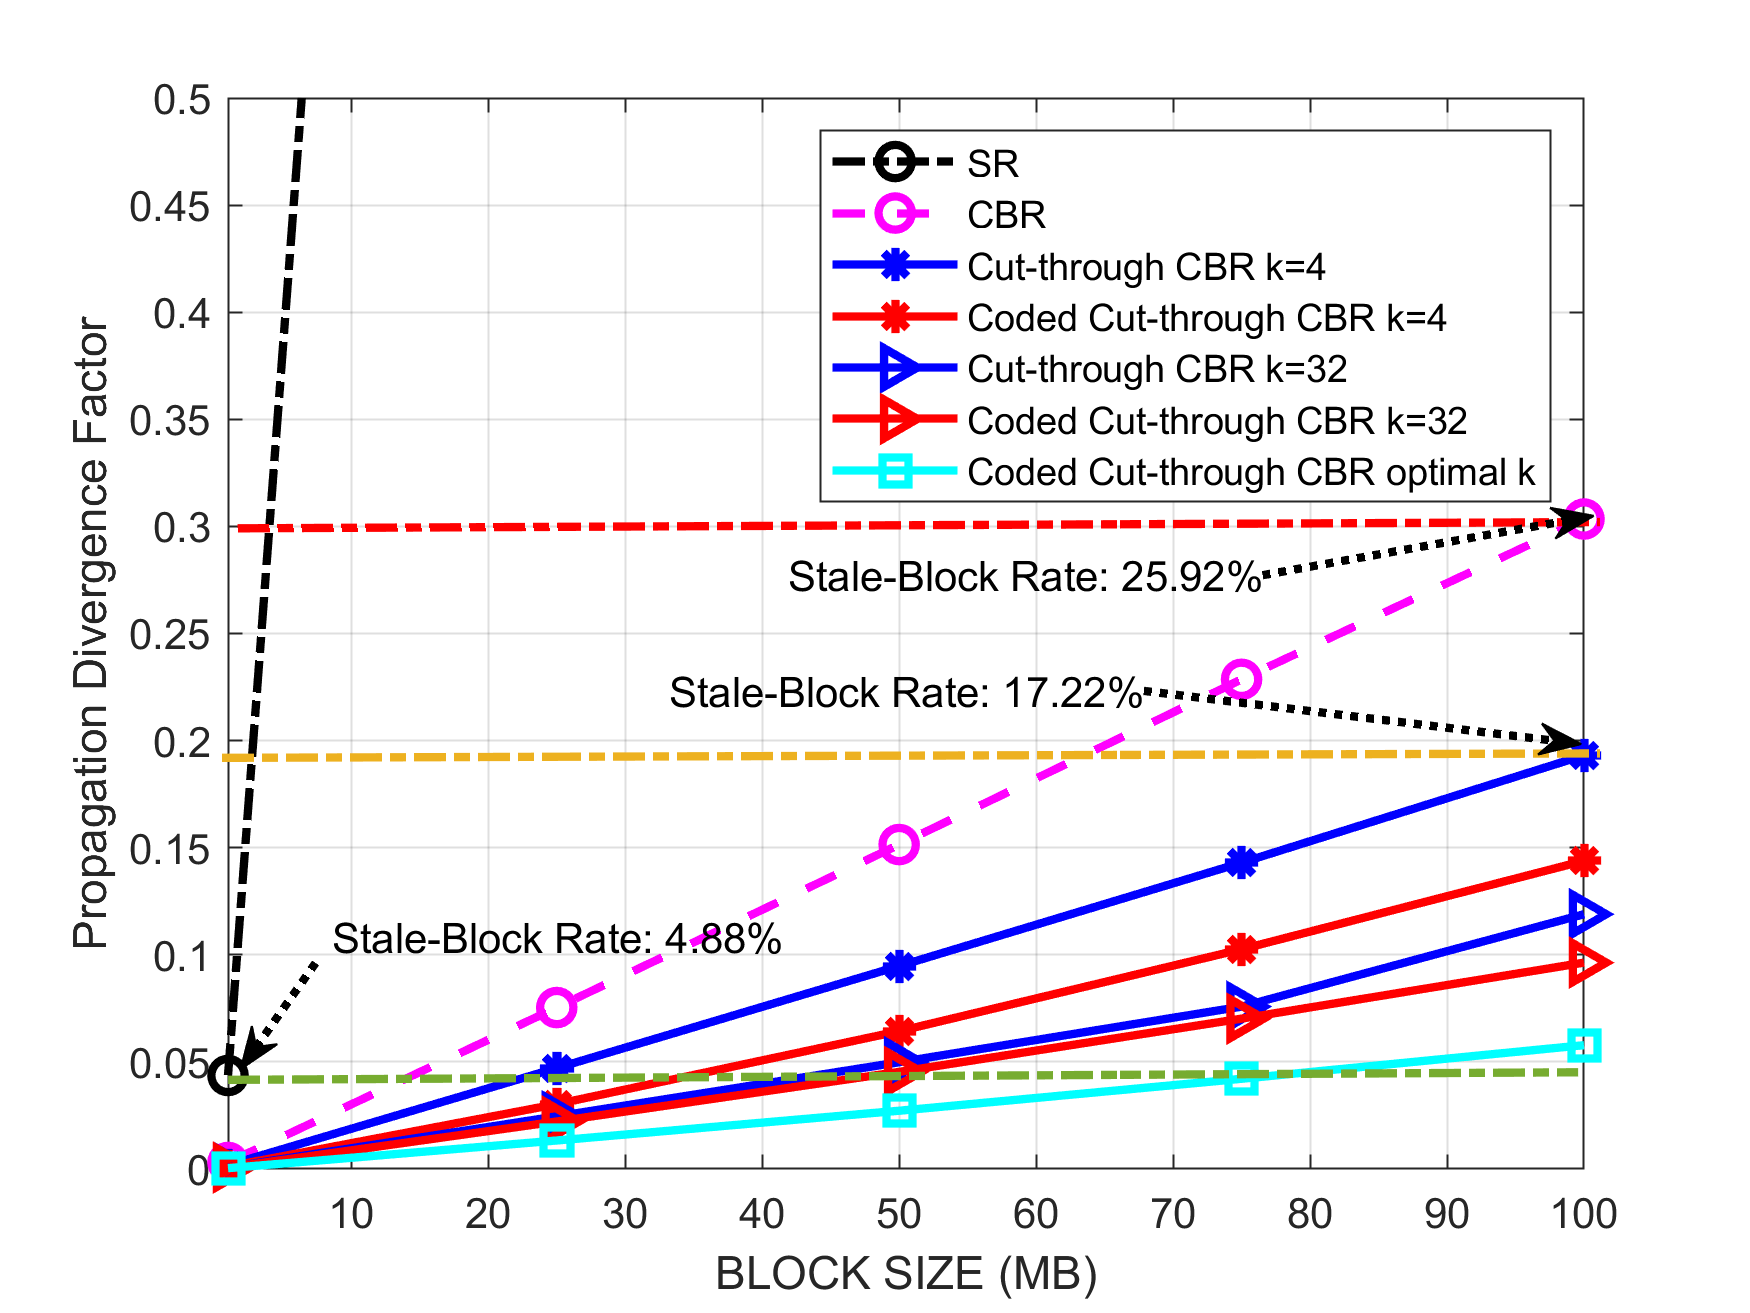 0.5
0.45
0.4
0.35
0.3
0.25
0.2
0.15
0.1
0.05
0
Propagation Divergence Factor
SR
CBR
Cut-through CBR k=4
Coded Cut-through CBR k=4
Cut-through CBR k=32
Coded Cut-through CBR k=32
Coded Cut-through CBR optimal k
Stale-Block Rate: 25.92%
Stale-Block Rate: 17.22%
Stale-Block Rate: 4.88%
10 20 30 40 50 60 70 80 90 100
BLOCK SIZE (MB)